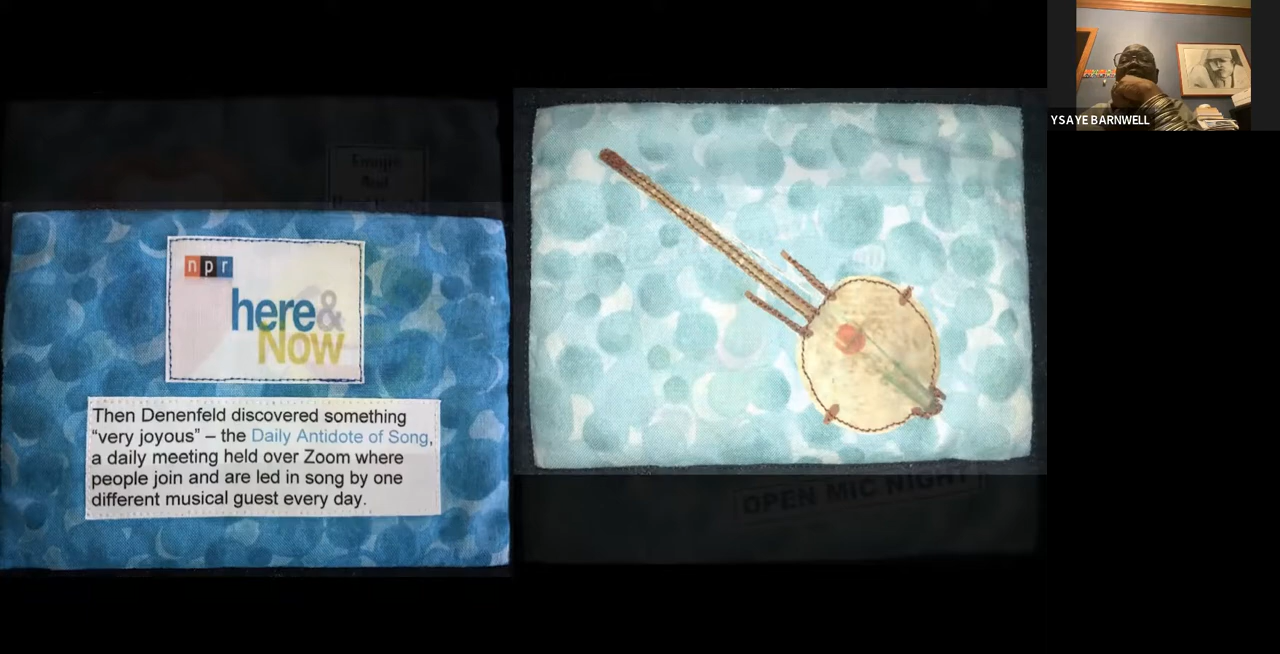 npr
here&
Now
Then Denenfeld discovered something
“very joyous” – the Daily Antidote of Song,
a daily meeting held over Zoom where
people join and are led in song by one
different musical guest every day.
OPEN MIC NIGHT
YSAYE BARNWELL